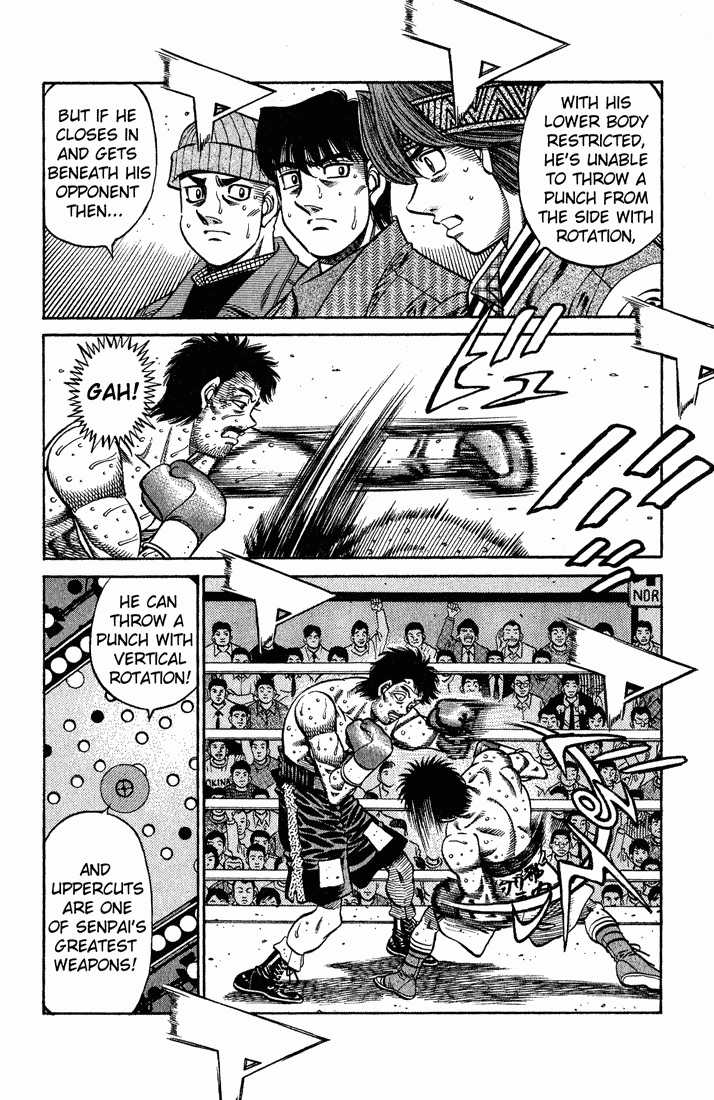 WITH HIS
LOWER BODY
RESTRICTED,
HE'S UNABLE
TO THROW A
PUNCH FROM
THE SIDE WITH
ROTATION,
BUT IF HE
CLOSES IN
AND GETS
BENEATH HIS
OPPONENT
THEN...
GAH!
NOR
HE CAN
THROW A
PUNCH WITH
VERTICAL
ROTATION!
AND
UPPERCUTS
ARE ONE
OF SENPAI'S
GREATEST
WEAPONS!